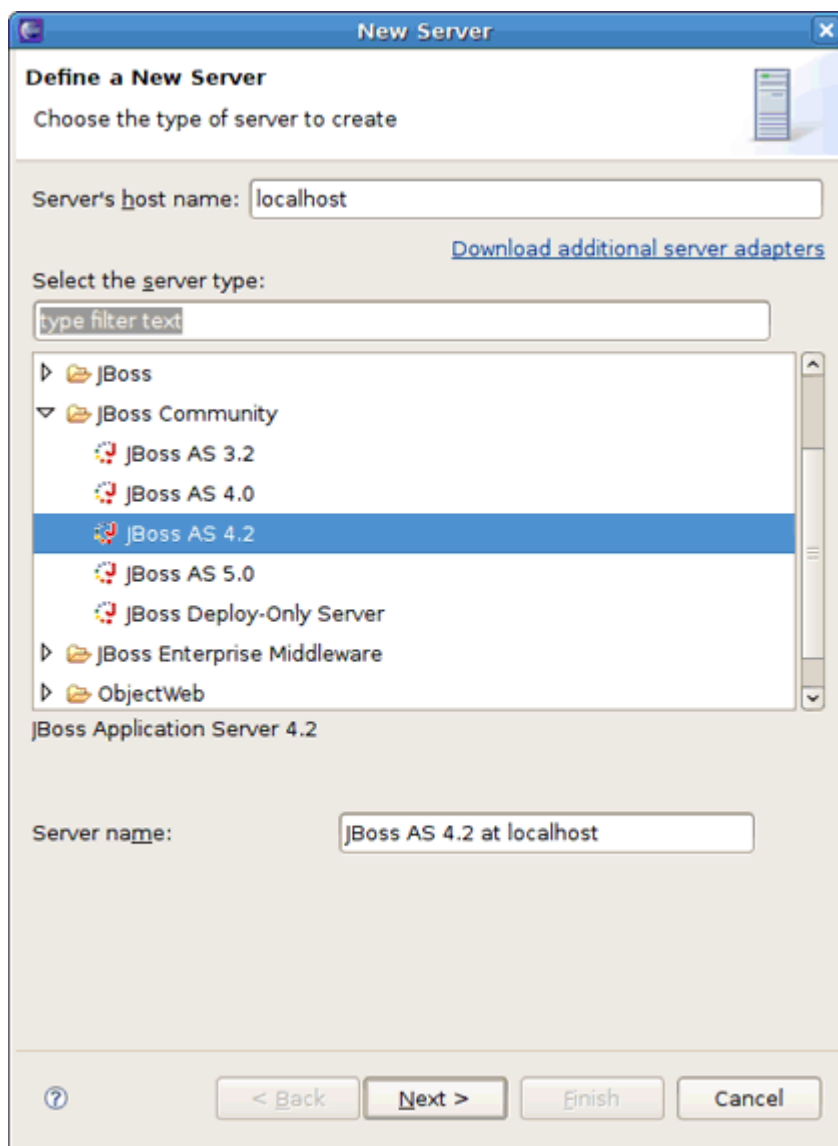 New Server
Define a New Server
Choose the type of server to create
Server's host name: localhost
Download additional server adapters
Select the server type:
type filter text
JBoss
JBoss Community
JBoss AS 3.2
JBoss AS 4.0
JBoss AS 4.2
JBoss AS 5.0
JBoss Deploy-Only Server
JBoss Enterprise Middleware
ObjectWeb
JBoss Application Server 4.2
Server name: JBoss AS 4.2 at localhost
? < Back Next > Finish Cancel